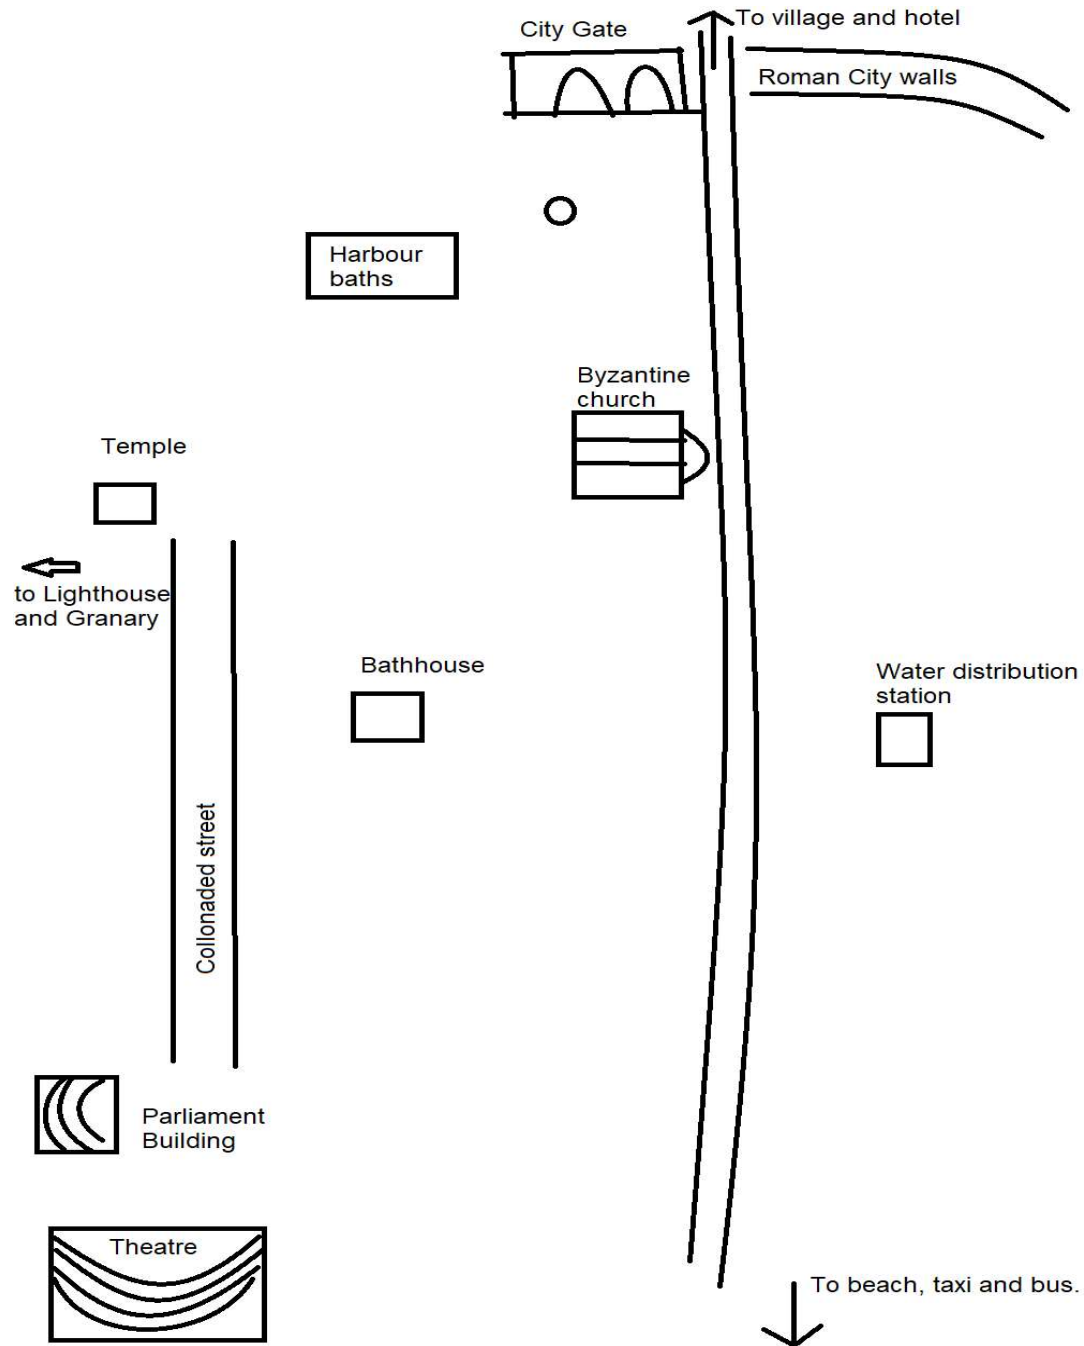 City Gate
To village and hotel
Roman City walls
Harbour
baths
Byzantine
church
Temple
to Lighthouse
and Granary
Bathhouse
Water distribution
station
Collonaded street
Parliament
Building
Theatre
To beach, taxi and bus.